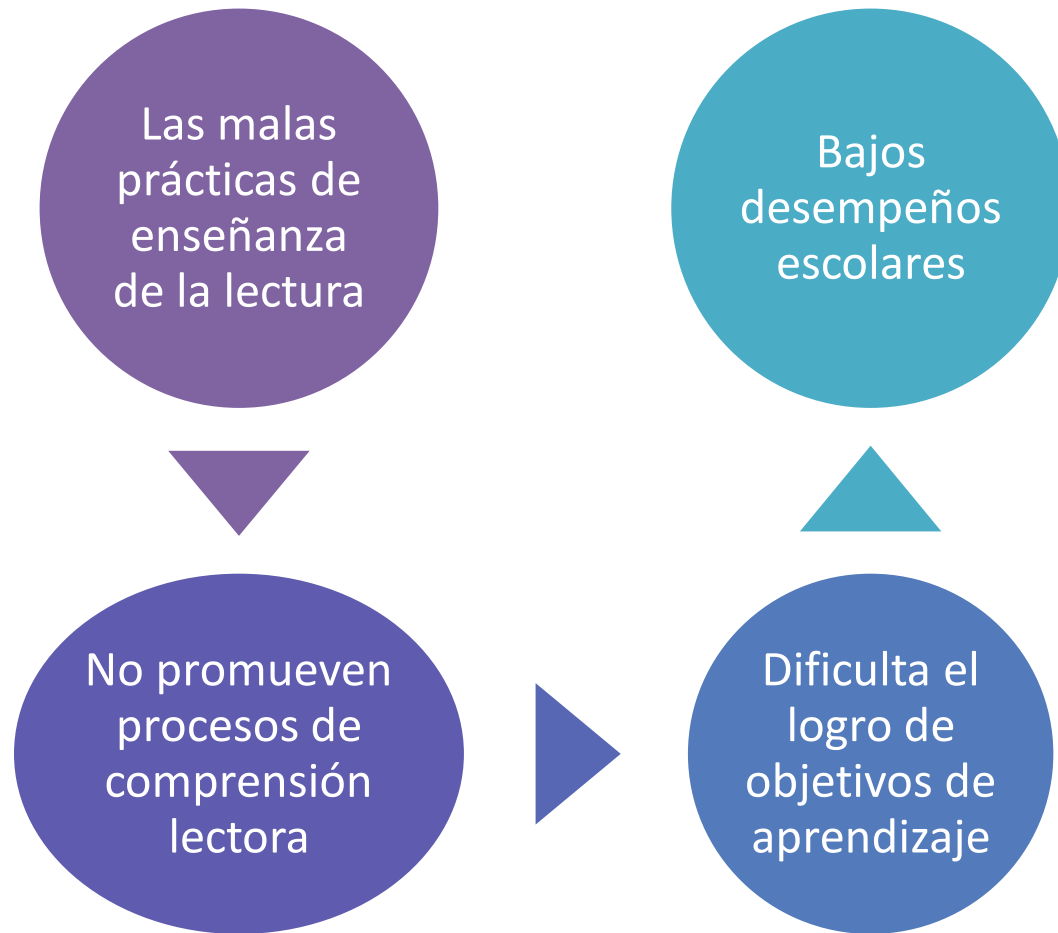 Las malas
prácticas de
enseñanza
de la lectura
No promueven
procesos de
comprensión
lectora
Dificulta el
logro de
objetivos de
aprendizaje
Bajos
desempeños
escolares